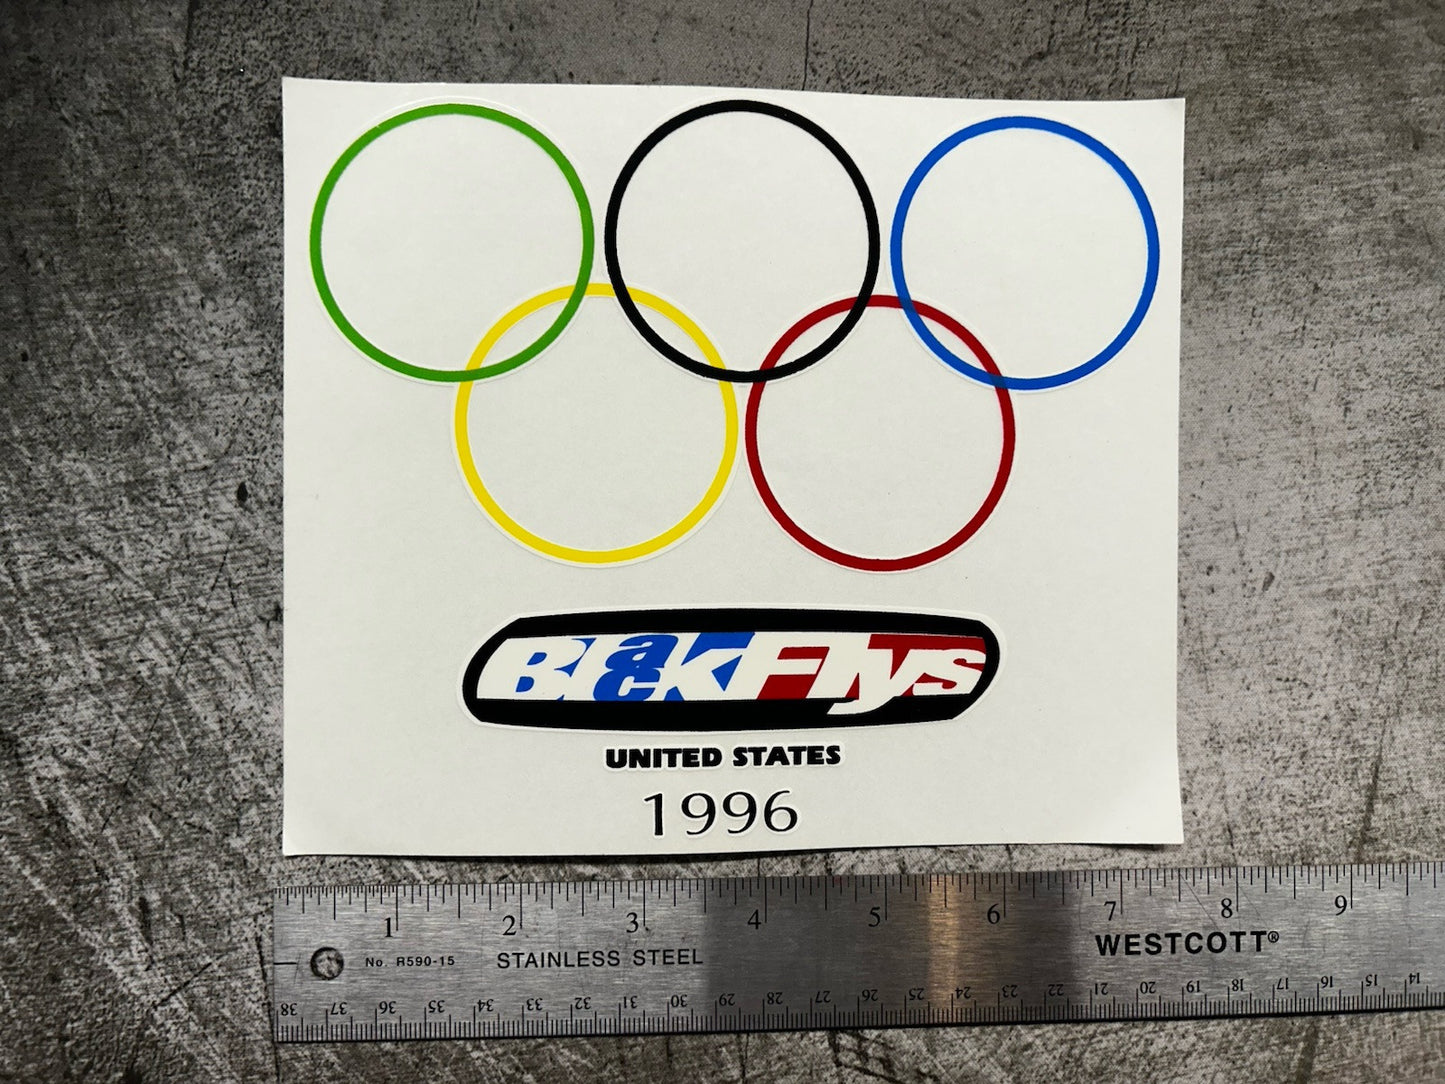 BlackFlys
UNITED STATES
1996
1 2 3 4 5 6 7 8 9
No. R590-15 STAINLESS STEEL WESTCOTT®
38 37 36 35 34 33 32 31 30 29 28 27 26 25 24 23 22 21 20 19 18 17 16 15 14